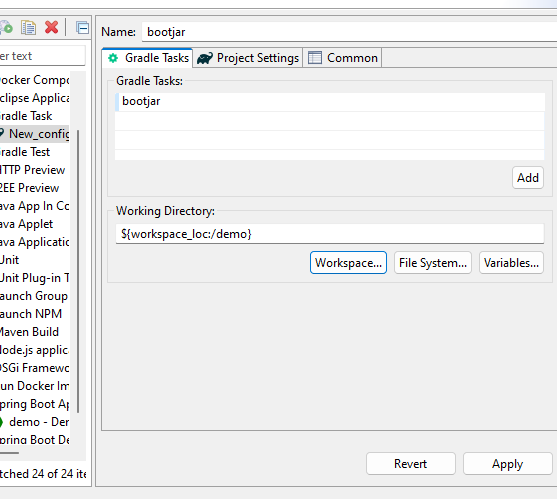 Name: bootjar
er text
Gradle Tasks Project Settings Common
Gradle Tasks:
bootjar
Add
Working Directory:
${workspace_loc:/demo}
Workspace... File System... Variables...
ocker Compo
clipse Applica
radle Task
New_config
radle Test
HTTP Preview
2EE Preview
ava App In Co
ava Applet
ava Applicatic
Unit
Unit Plug-in T
aunch Group
aunch NPM
Maven Build
lode.js applic
OSGi Framewo
un Docker Im
pring Boot Ap
demo - Der
pring Boot De
tched 24 of 24 ite
Revert Apply